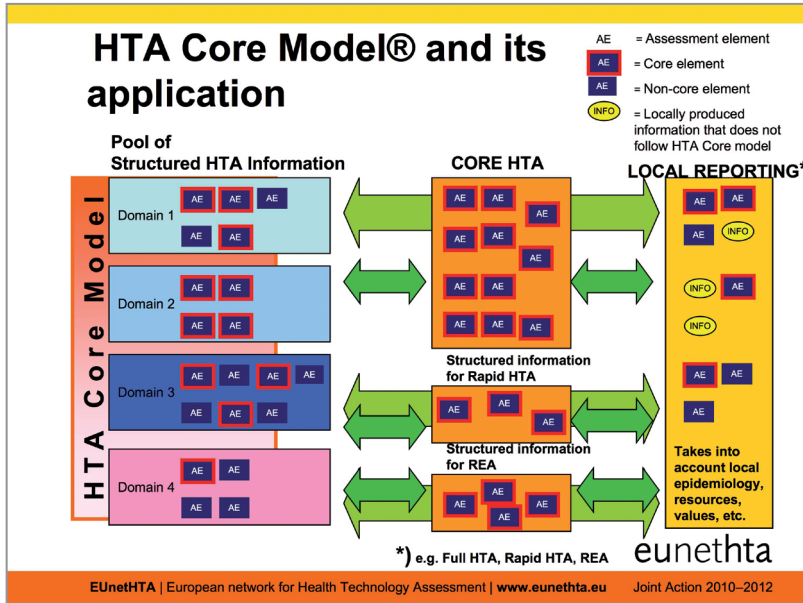 HTA Core Model® and its
application
AE = Assessment element
AE = Core element
AE = Non-core element
INFO = Locally produced
information that does not
follow HTA Core model
Pool of
Structured HTA Information
CORE HTA
LOCAL REPORTING*
HTA Core Model
Domain 1
AE AE AE
AE AE
Domain 2
AE AE
AE AE
Domain 3
AE AE AE AE
AE AE AE
Domain 4
AE AE
AE AE
AE AE AE
AE AE AE
AE AE
AE AE AE
Structured information
for Rapid HTA
AE AE AE
Structured information
for REA
AE AE AE
AE
AE AE
AE INFO
INFO AE
INFO
AE AE
AE
Takes into
account local
epidemiology,
resources,
values, etc.
*) e.g. Full HTA, Rapid HTA, REA
eunethta
EUnetHTA | European network for Health Technology Assessment | www.eunethta.eu
Joint Action 2010–2012